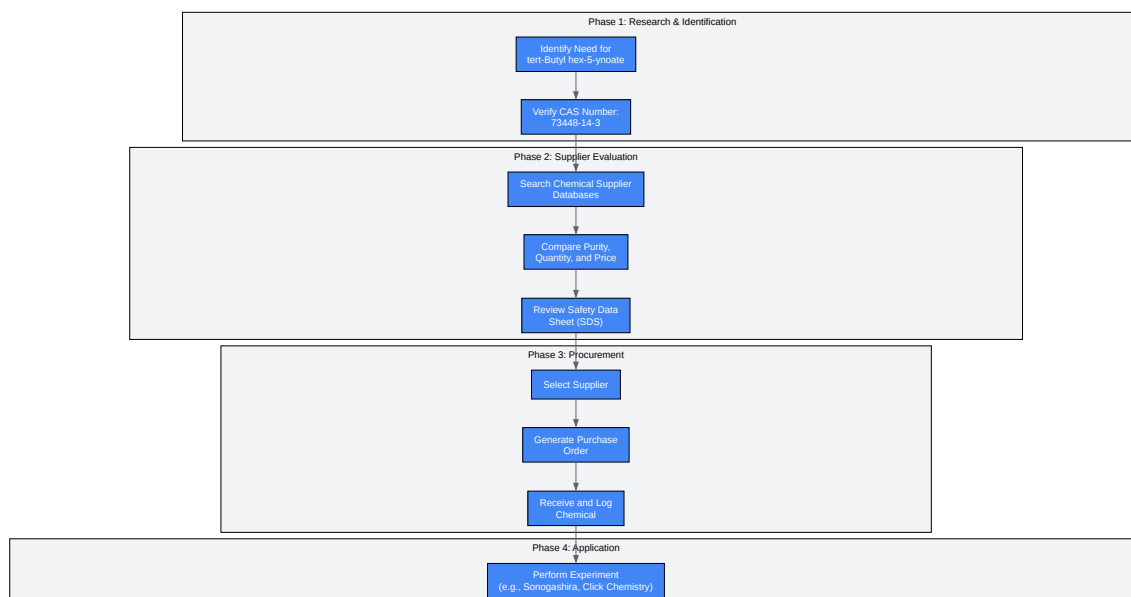 Phase 1: Research & Identification
Identify Need for
tert-Butyl hex-5-ynoate
Verify CAS Number:
73448-14-3
Phase 2: Supplier Evaluation
Search Chemical Supplier
Databases
Compare Purity,
Quantity, and Price
Review Safety Data
Sheet (SDS)
Phase 3: Procurement
Select Supplier
Generate Purchase
Order
Receive and Log
Chemical
Phase 4: Application
Perform Experiment
(e.g., Sonogashira, Click Chemistry)